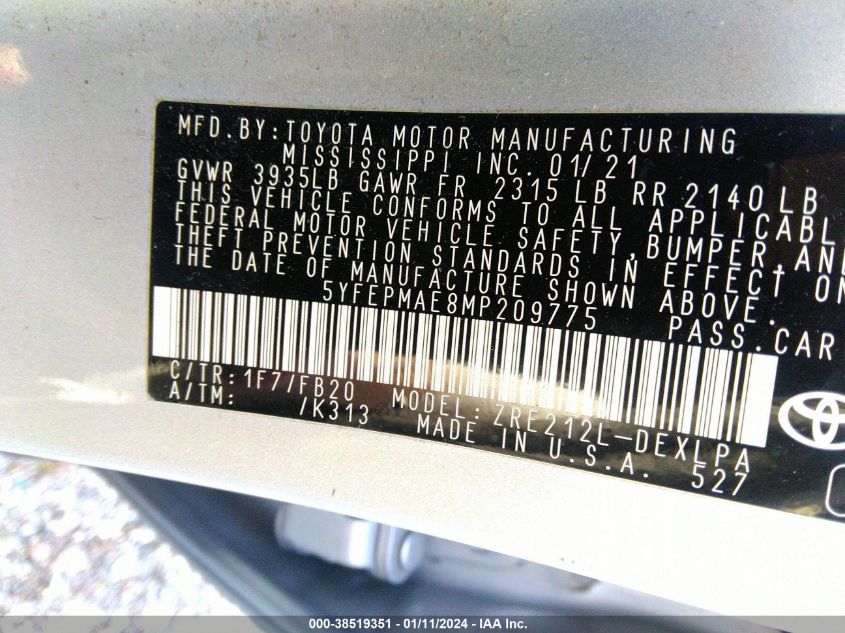 MFD.BY:TOYOTA MOTOR MANUFACTURING
MISSISSIPPI INC. 01/21
GVWR 3935LB GAWR FR 2315 LB RR 2140 LB
THIS VEHICLE CONFORMS TO ALL APPLICABL
FEDERAL MOTOR VEHICLE SAFETY, BUMPER, AND
THEFT PREVENTION STANDARDS IN EFFECT ON
THE DATE OF MANUFACTURE SHOWN ABOVE.
5YFEPMAE8MP209775 PASS.CAR
C/TR:1F7/FB20 MODEL:ZRE212L-DEXLPA
A/TM: /K313 MADE IN U.S.A. 527
000-38519351 - 01/11/2024 - IAA Inc.